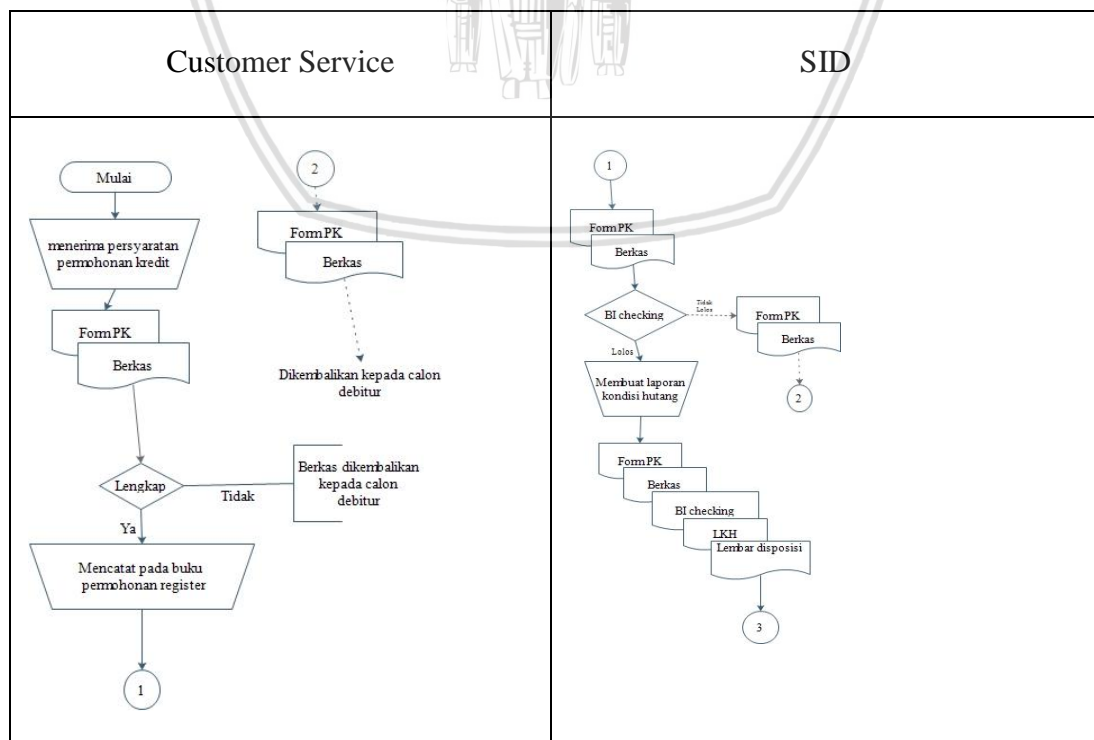 Customer Service
SID
Mulai
menerima persyaratan
permohonan kredit
Form PK
Berkas
Lengkap
Tidak
Berkas dikembalikan
kepada calon
debitur
Ya
Mencatat pada buku
permohonan register
1
2
Form PK
Berkas
Dikembalikan kepada calon
debitur
1
Form PK
Berkas
BI checking
Tidak
Lolos
Form PK
Berkas
2
Lolos
Membuat laporan
kondisi hutang
Form PK
Berkas
BI checking
LKH
Lembar disposisi
3